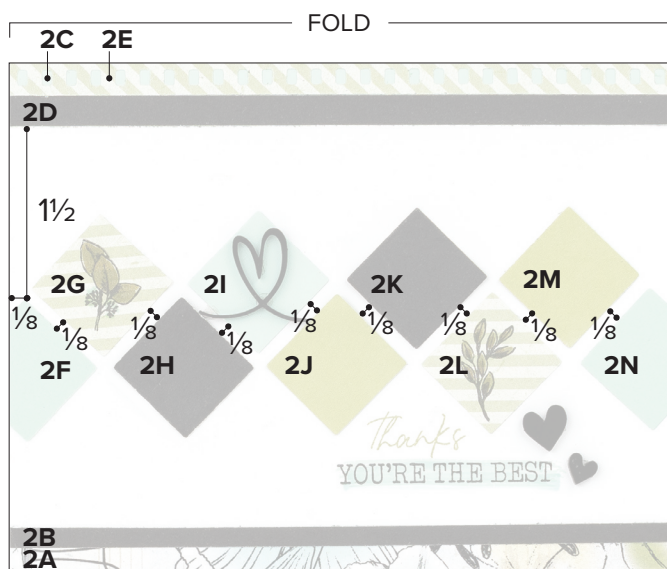 FOLD
2C 2E
2D
1½
2G 2I 2K 2M
⅛ ⅛ ⅛ ⅛ ⅛ ⅛ ⅛ ⅛ ⅛
2F 2H 2J 2L 2N
Thanks
YOU'RE THE BEST
2B
2A